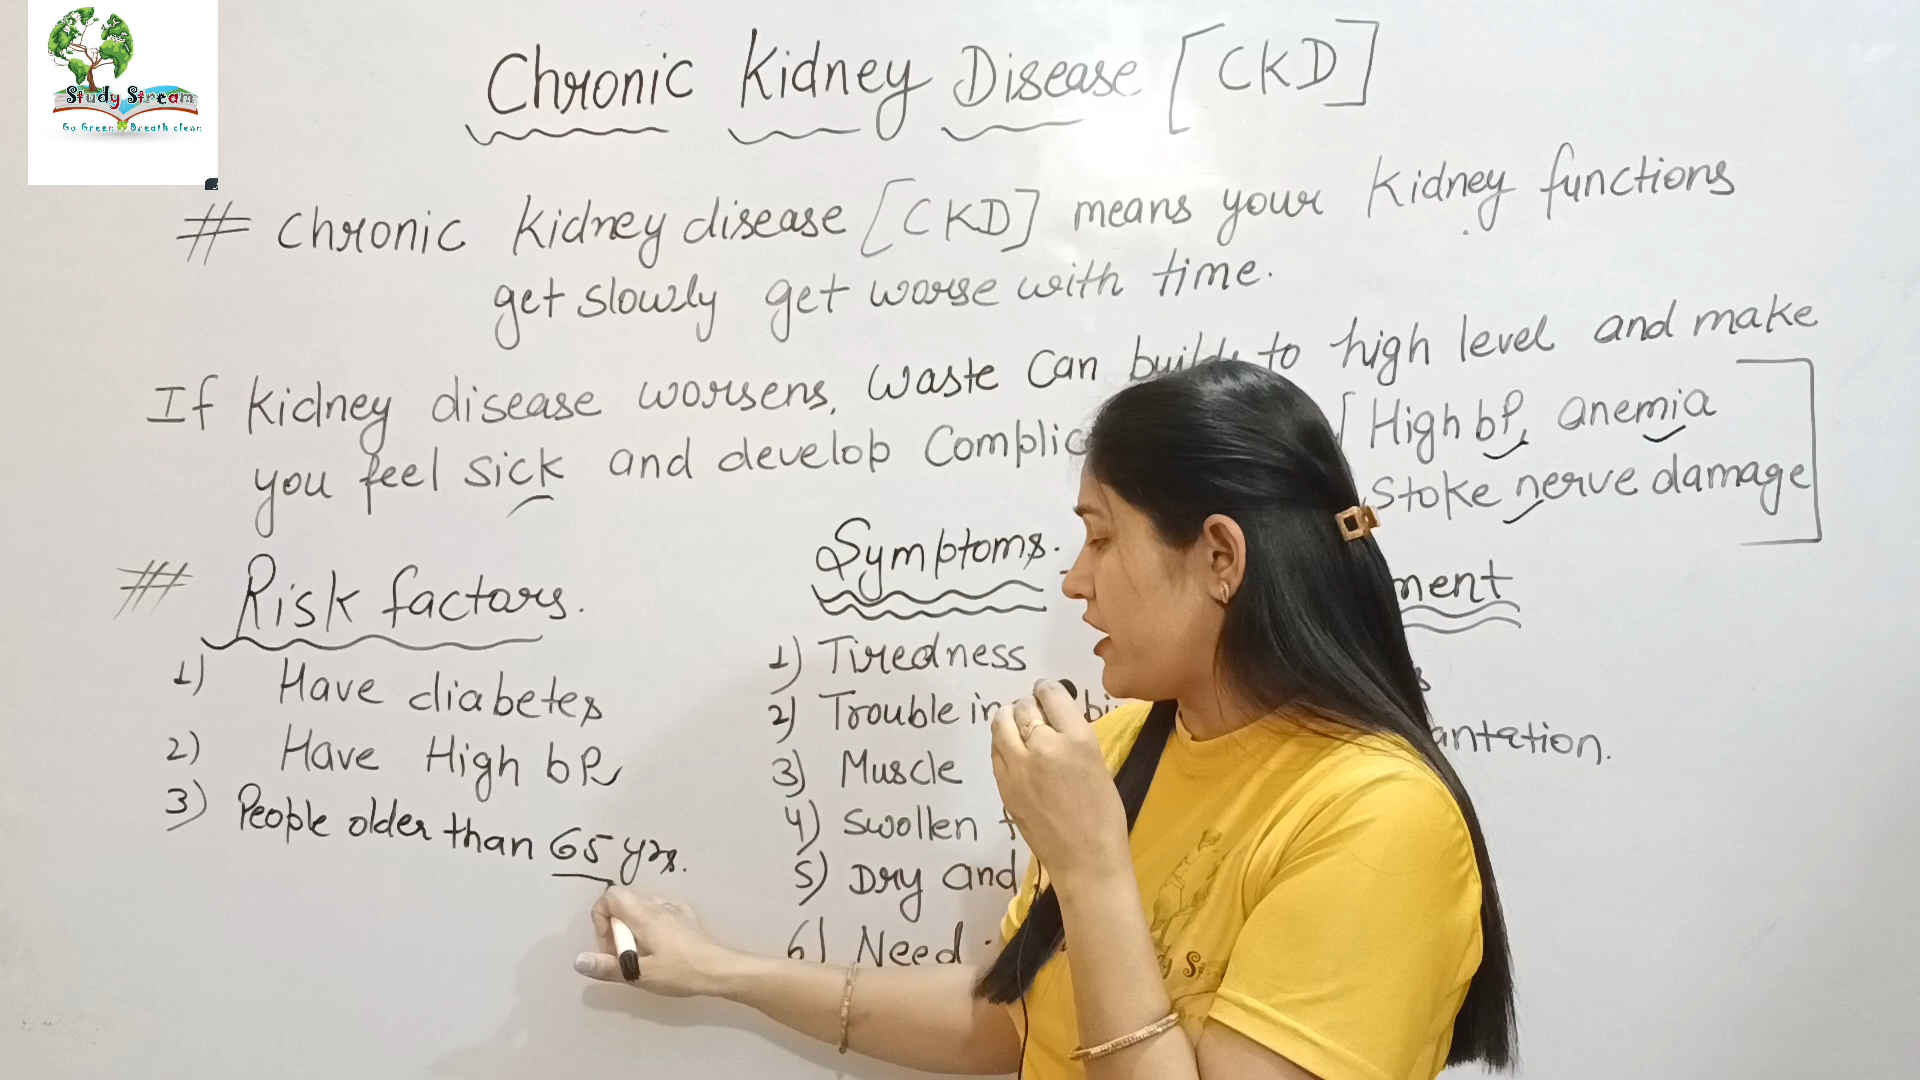 Study Stream
Go Green Breath clean
Chronic Kidney Disease [CKD]
# Chronic kidney disease [CKD] means your kidney functions
get slowly get worse with time.
If kidney disease worsens, waste can build to high level and make
you feel sick and develop [High bP, anemia
Stoke nerve damage]
## Risk factors.
1) Have diabetes
2) Have High bP
3) People older than 65 yrs.
Symptoms.
1) Tiredness
2) Trouble in
3) Muscle
4) Swollen
5) Dry and
6) Need